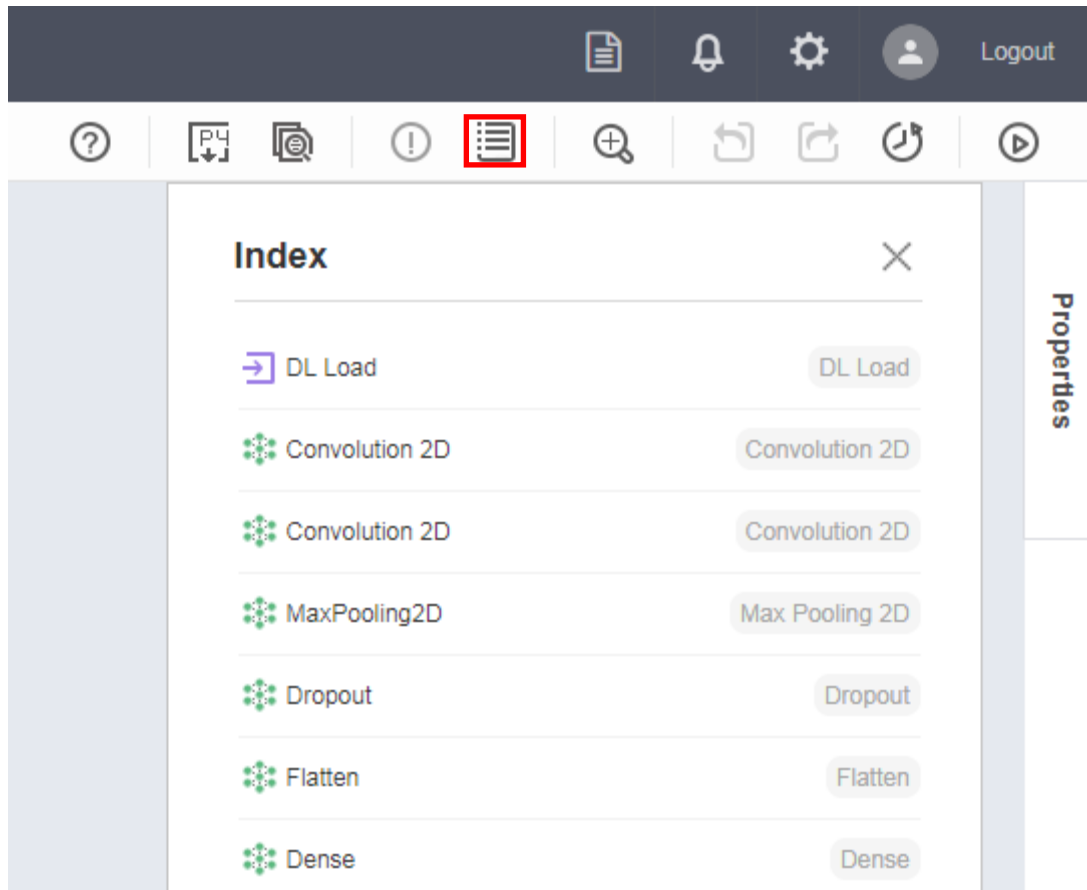 Logout
PY
Index
DL Load DL Load
Convolution 2D Convolution 2D
Convolution 2D Convolution 2D
MaxPooling2D Max Pooling 2D
Dropout Dropout
Flatten Flatten
Dense Dense
Properties